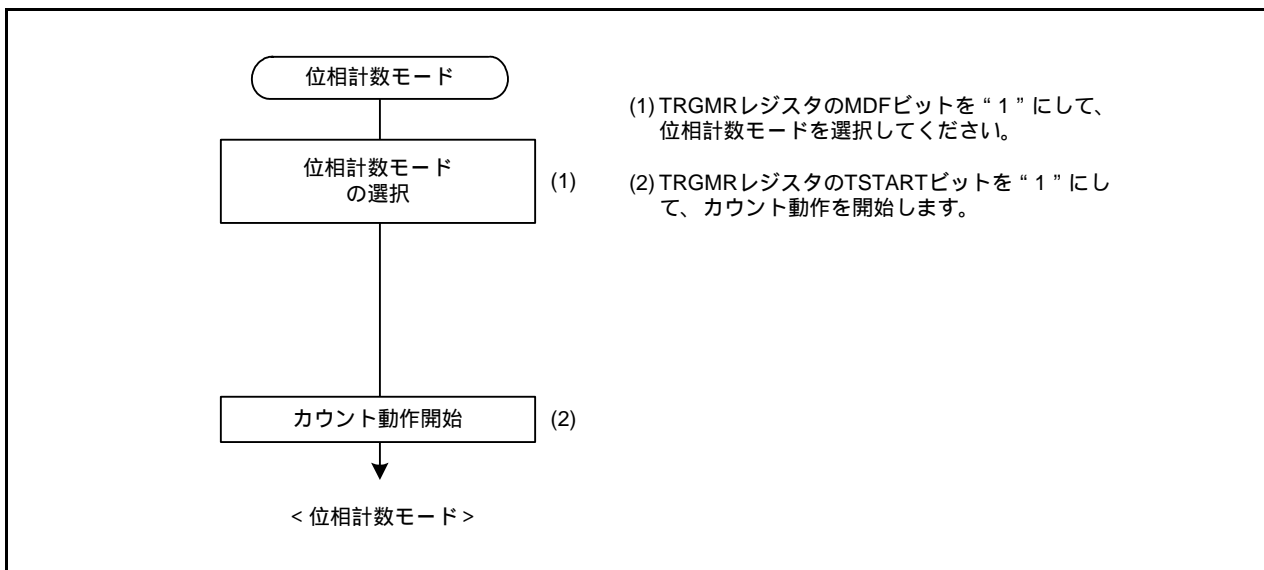 位相計数モード
(1) TRGMRレジスタのMDFビットを“1”にして、
位相計数モードを選択してください。
位相計数モード
の選択
(1)
(2) TRGMRレジスタのTSTARTビットを“1”にし
て、カウント動作を開始します。
カウント動作開始
(2)
<位相計数モード>